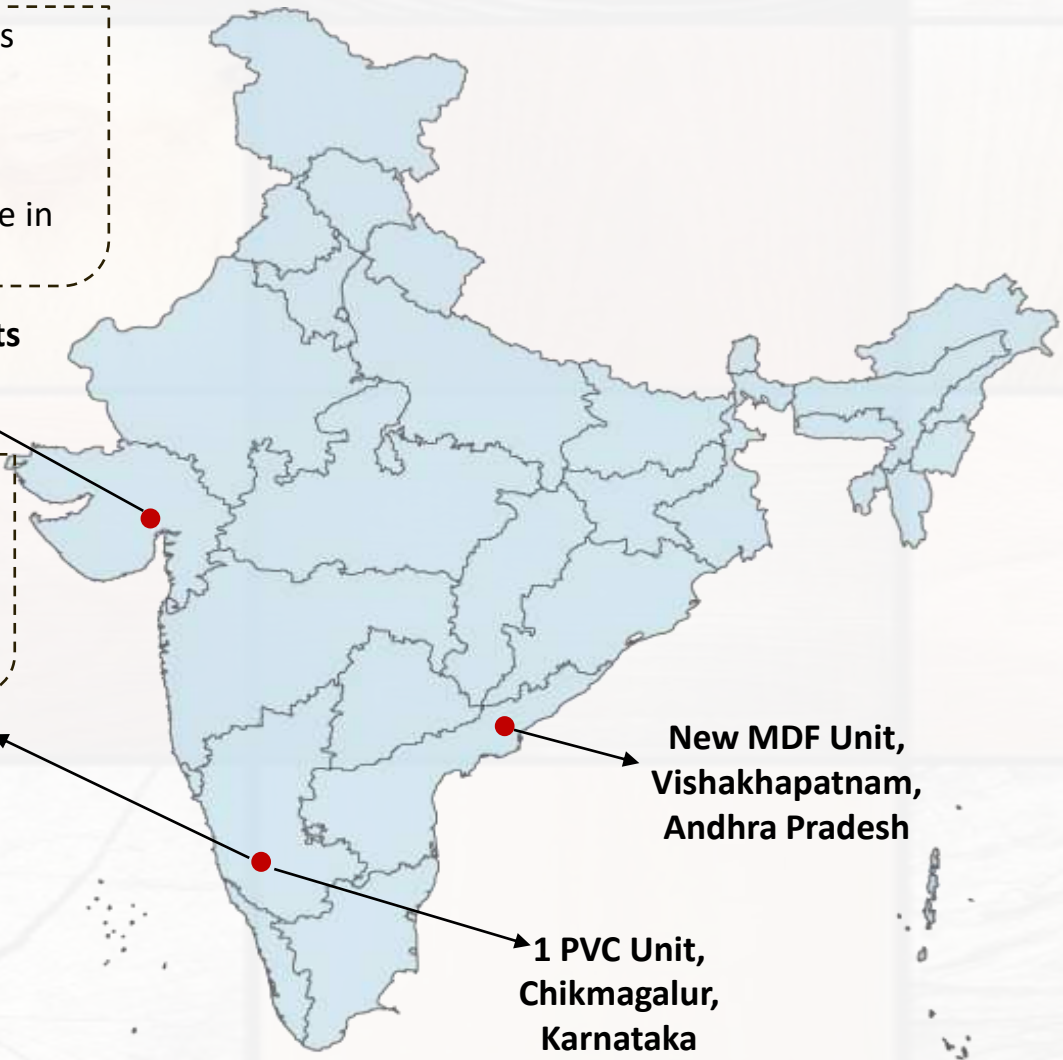 s
e in
ts
New MDF Unit,
Vishakhapatnam,
Andhra Pradesh
1 PVC Unit,
Chikmagalur,
Karnataka